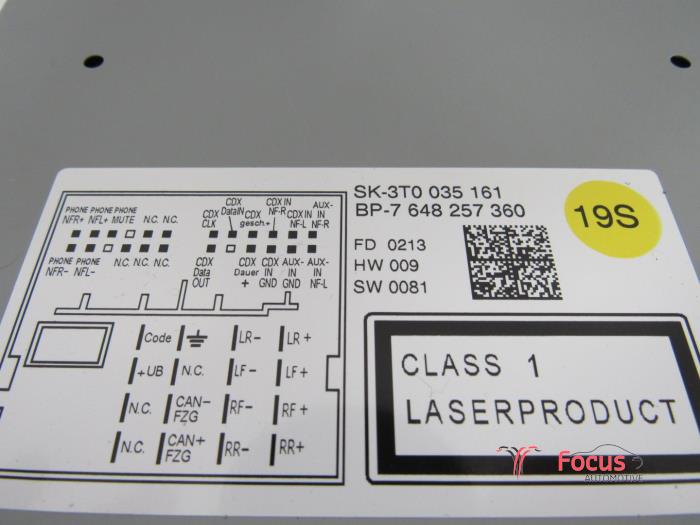 SK-3T0 035 161
BP-7 648 257 360
19S
FD 0213
HW 009
SW 0081
PHONE PHONE PHONE
NFR+ NFL+ MUTE N.C. N.C.
PHONE PHONE
NFR- NFL- N.C. N.C. N.C.
CDX CLK
CDX DataIN
CDX gesch.+
CDX IN NF-R
CDX IN NF-L
AUX-IN NF-R
CDX Data OUT
CDX Dauer +
CDX IN GND
AUX-IN GND
AUX-IN NF-L
Code LR- LR+
+UB N.C. LF- LF+
N.C. CAN-FZG RF- RF+
N.C. CAN+FZG RR- RR+
CLASS 1
LASERPRODUCT
Focus
AUTOMOTIVE